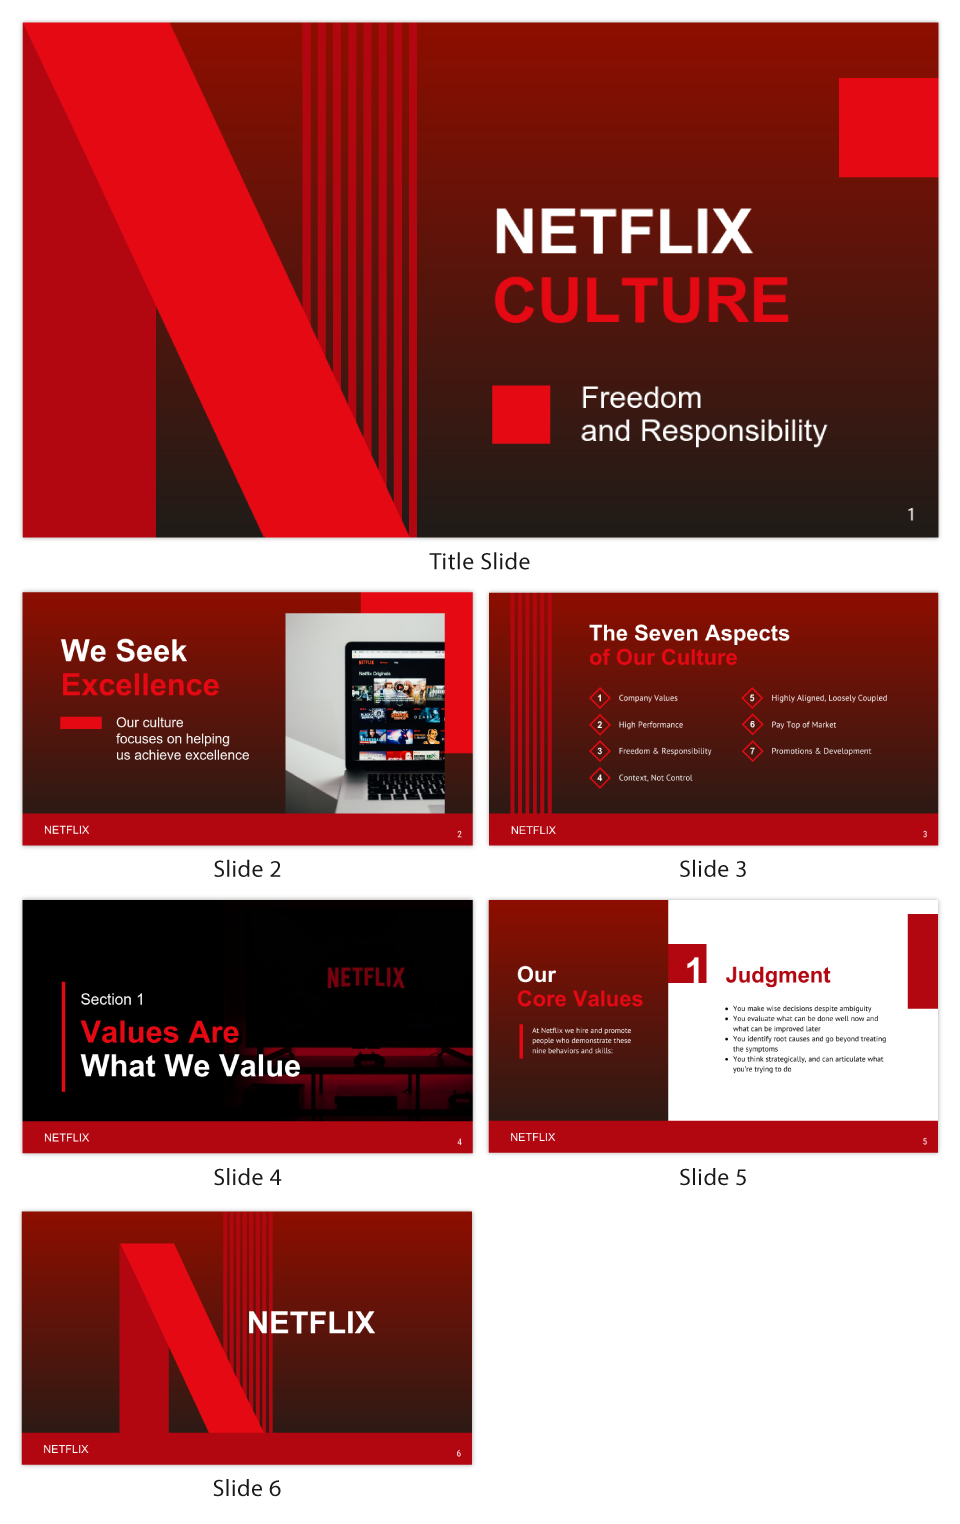 NETFLIX
CULTURE
Freedom
and Responsibility
1
Title Slide
We Seek
Excellence
Our culture
focuses on helping
us achieve excellence
NETFLIX
Netflix Originals
NETFLIX
2
Slide 2
The Seven Aspects
of Our Culture
1 Company Values
2 High Performance
3 Freedom & Responsibility
4 Context, Not Control
5 Highly Aligned, Loosely Coupled
6 Pay Top of Market
7 Promotions & Development
NETFLIX
3
Slide 3
NETFLIX
Section 1
Values Are
What We Value
NETFLIX
4
Slide 4
Our
Core Values
At Netflix we hire and promote
people who demonstrate these
nine behaviors and skills:
1
Judgment
• You make wise decisions despite ambiguity
• You evaluate what can be done well now and
what can be improved later
• You identify root causes and go beyond treating
the symptoms
• You think strategically, and can articulate what
you're trying to do
NETFLIX
5
Slide 5
NETFLIX
NETFLIX
6
Slide 6